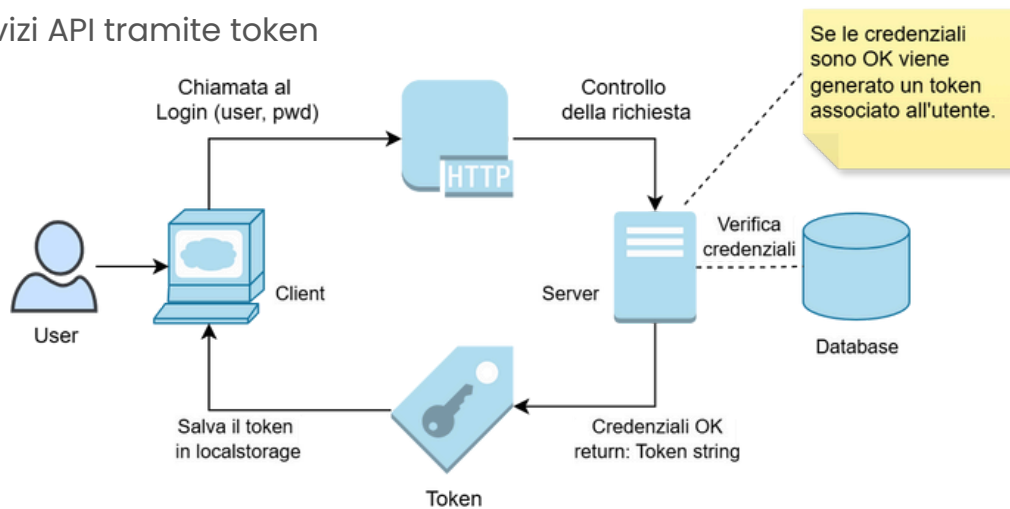 vizi API tramite token
Se le credenziali
sono OK viene
generato un token
associato all'utente.
Chiamata al
Login (user, pwd)
Controllo
della richiesta
HTTP
Verifica
credenziali
Client
Server
User
Database
Salva il token
in localstorage
Credenziali OK
return: Token string
Token